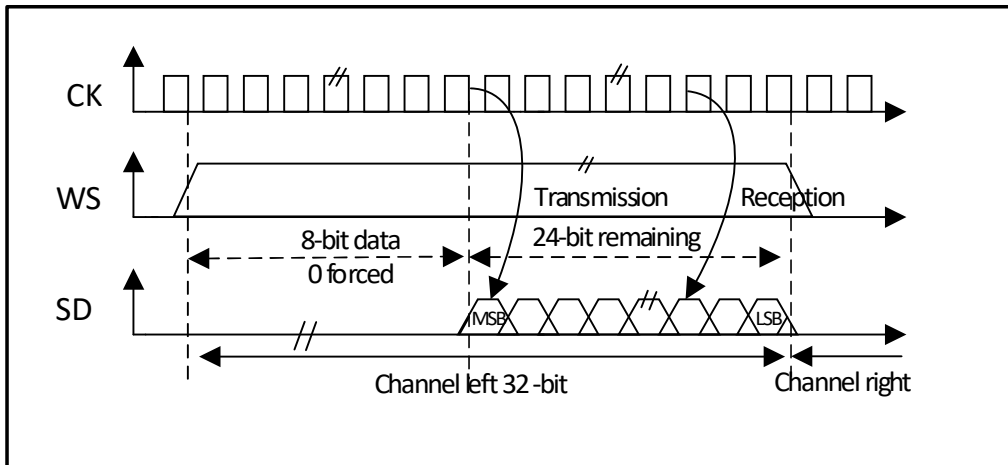 CK
WS
Transmission Reception
8-bit data
0 forced
24-bit remaining
SD
MSB
LSB
Channel left 32 -bit
Channel right